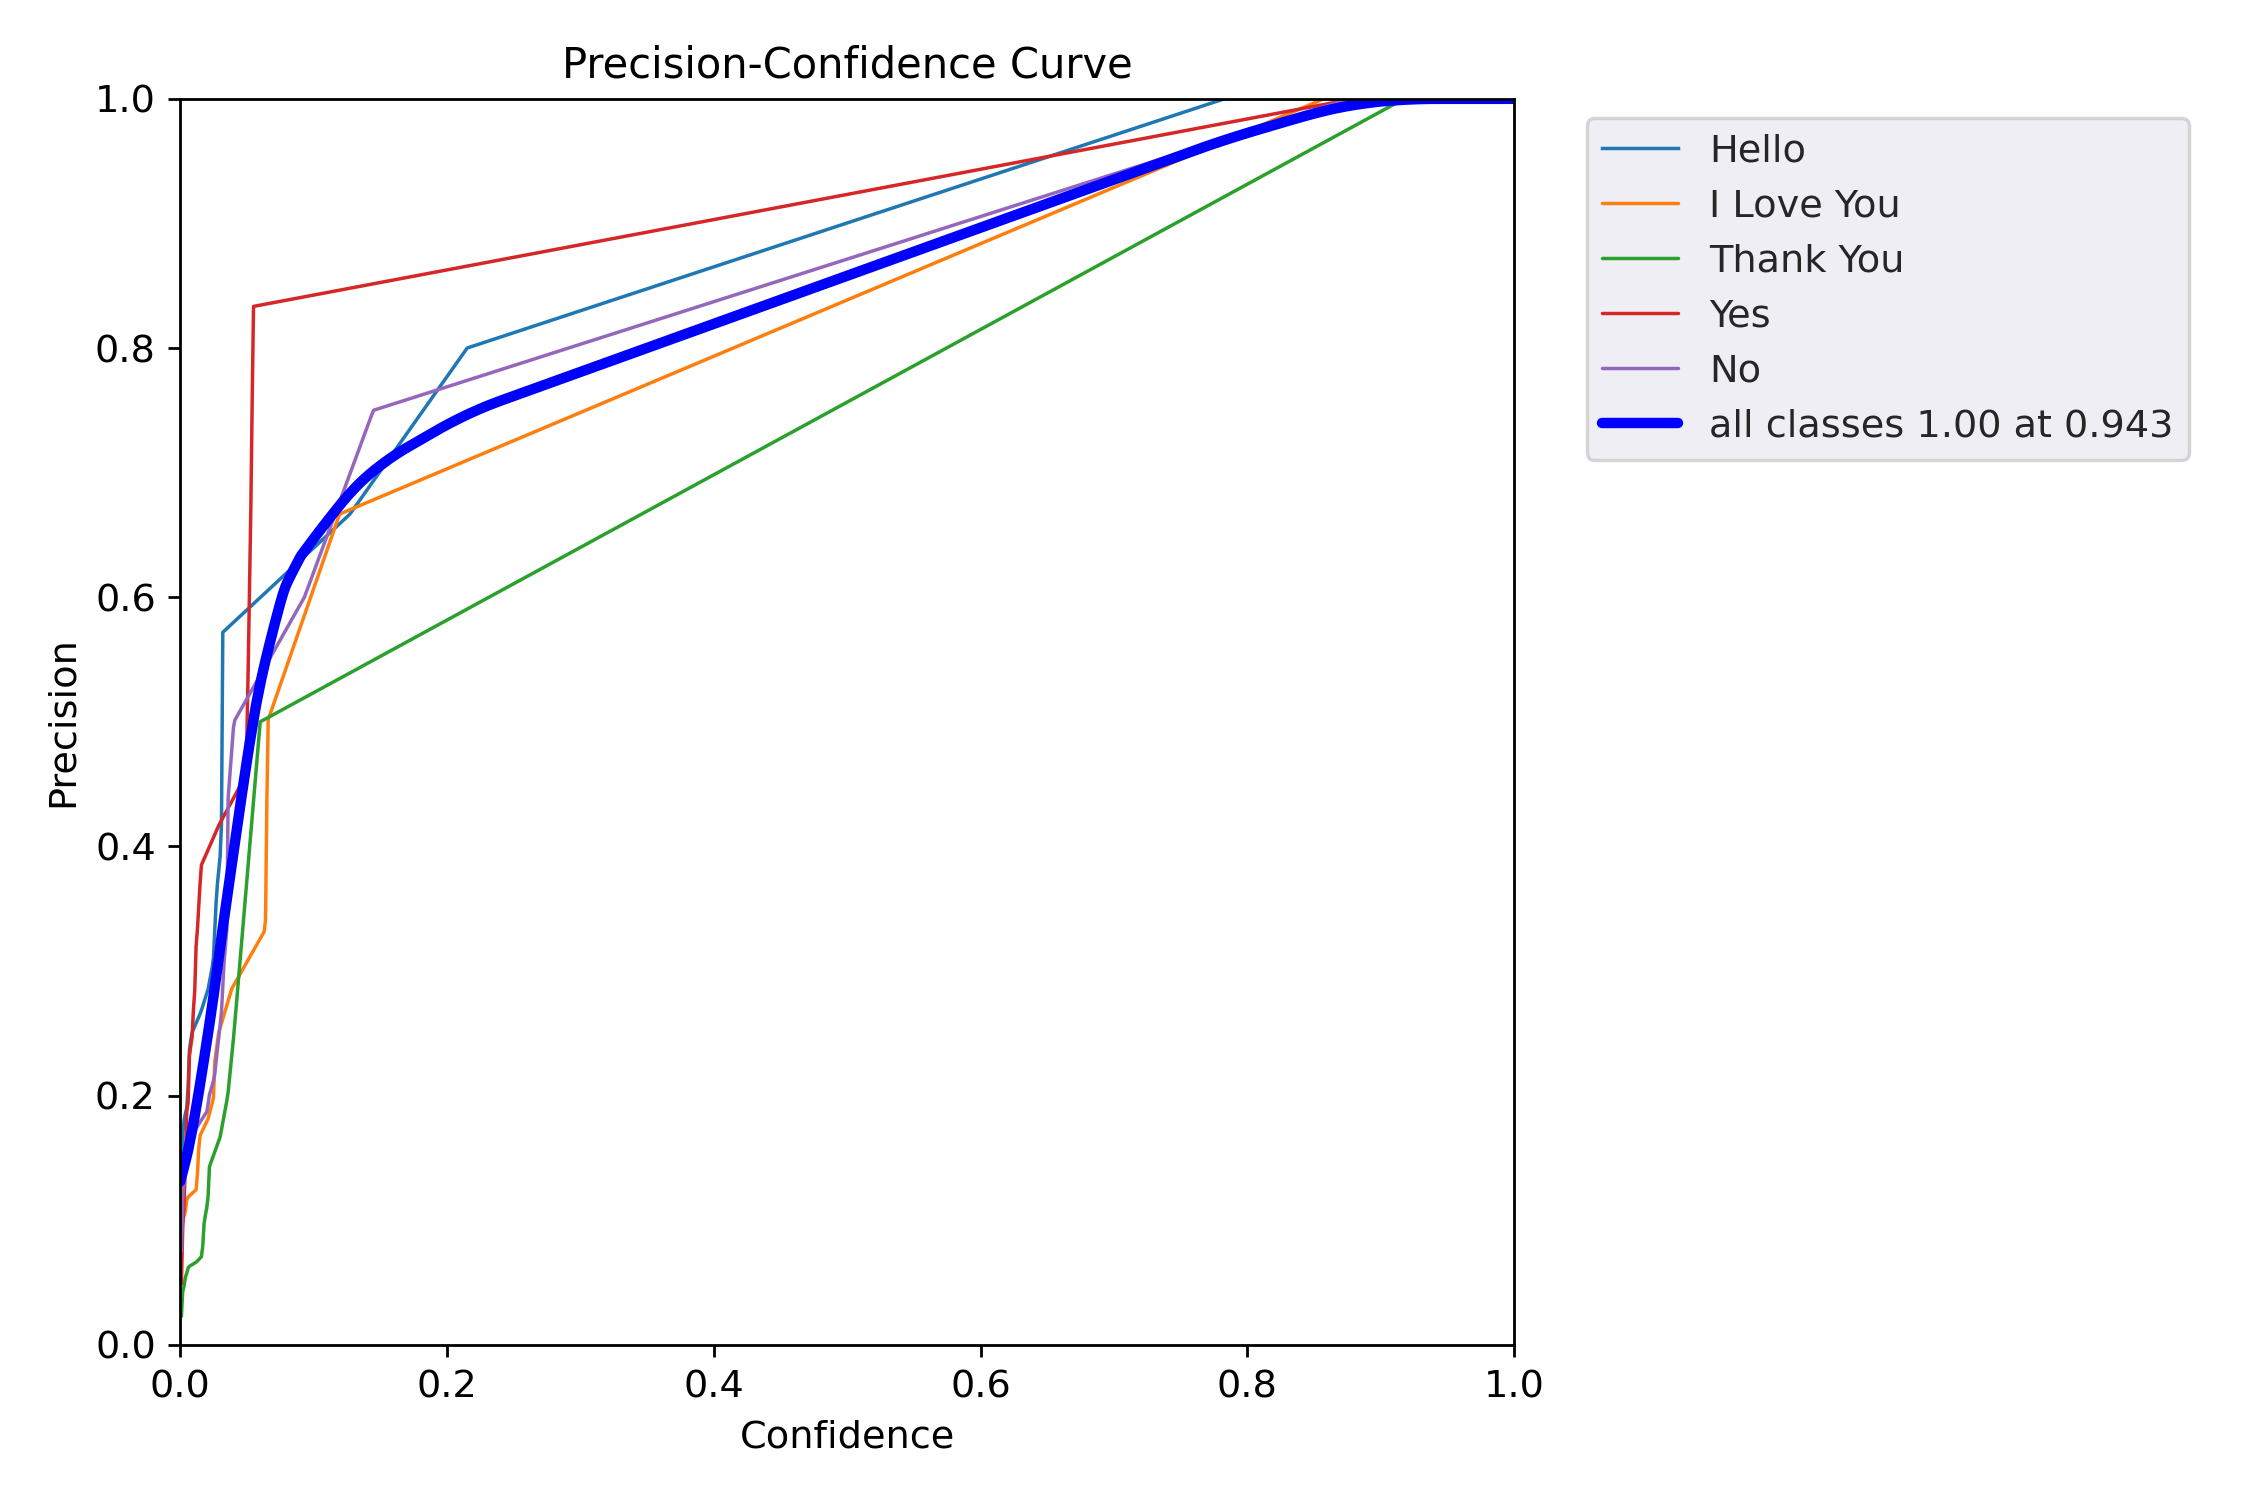 Precision-Confidence Curve
1.0
0.8
0.6
0.4
0.2
0.0
Precision
0.0 0.2 0.4 0.6 0.8 1.0
Confidence
Hello
I Love You
Thank You
Yes
No
all classes 1.00 at 0.943